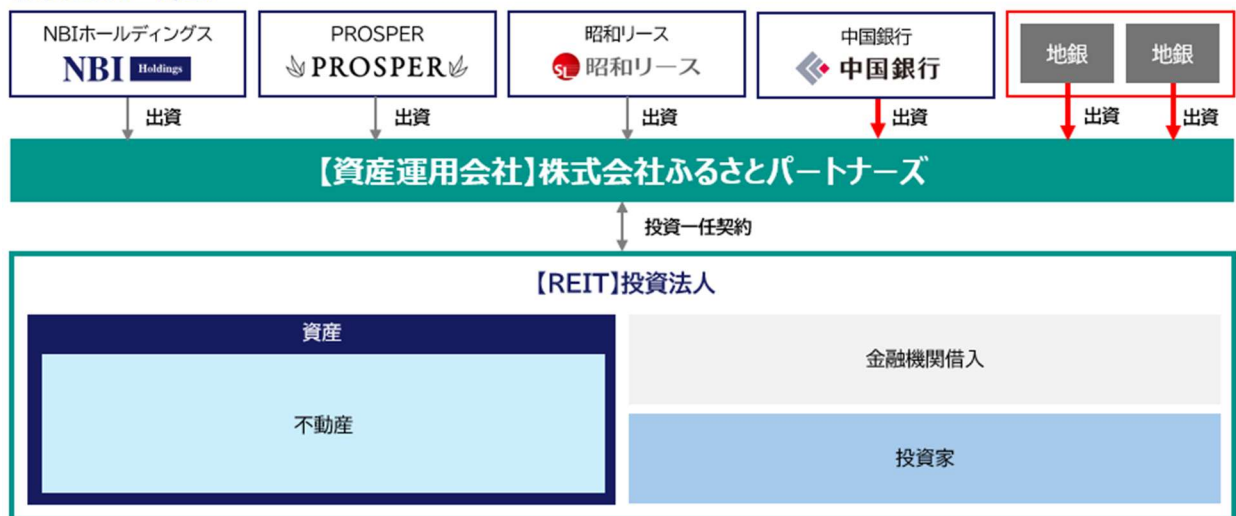 NBIホールディングス
NBI Holdings
出資
PROSPER
PROSPER
出資
昭和リース
SL 昭和リース
出資
中国銀行
中国銀行
出資
地銀
地銀
出資
出資
【資産運用会社】株式会社ふるさとパートナーズ
投資一任契約
【REIT】投資法人
資産
不動産
金融機関借入
投資家